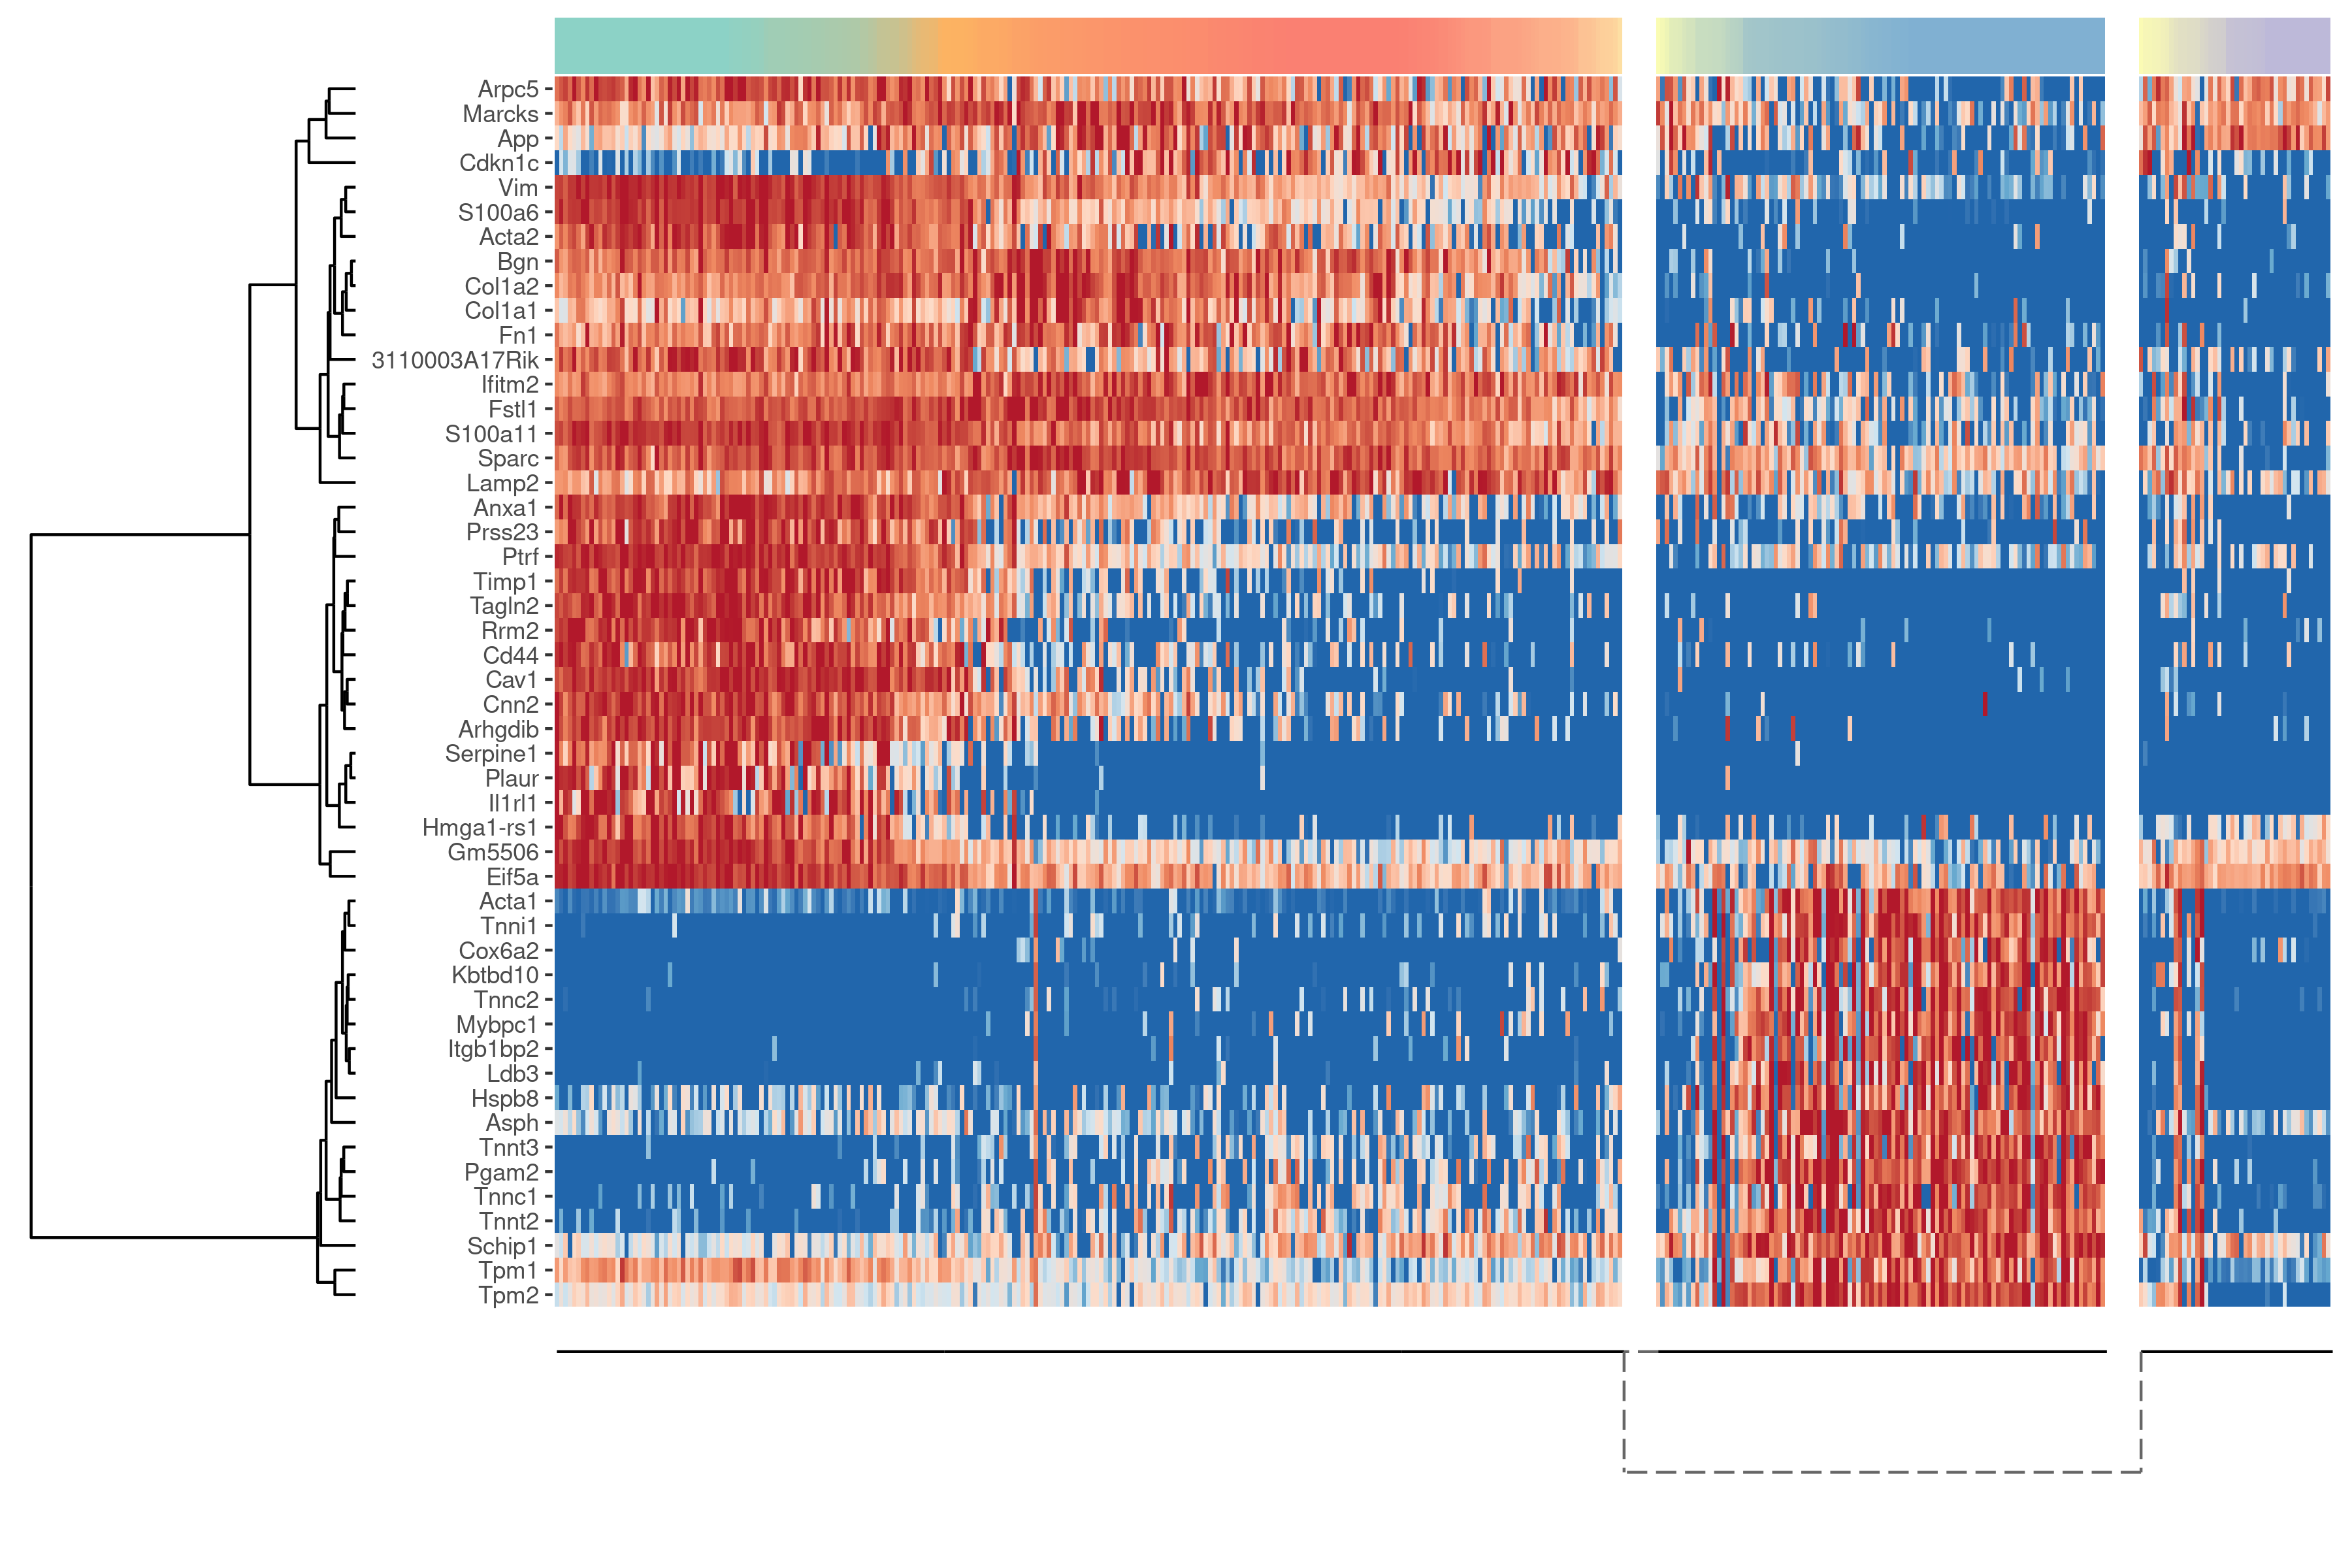 Arpc5
Marcks
App
Cdkn1c
Vim
S100a6
Acta2
Bgn
Col1a2
Col1a1
Fn1
3110003A17Rik
Ifitm2
Fstl1
S100a11
Sparc
Lamp2
Anxa1
Prss23
Ptrf
Timp1
Tagln2
Rrm2
Cd44
Cav1
Cnn2
Arhgdib
Serpine1
Plaur
Il1rl1
Hmga1-rs1
Gm5506
Eif5a
Acta1
Tnni1
Cox6a2
Kbtbd10
Tnnc2
Mybpc1
Itgb1bp2
Ldb3
Hspb8
Asph
Tnnt3
Pgam2
Tnnc1
Tnnt2
Schip1
Tpm1
Tpm2